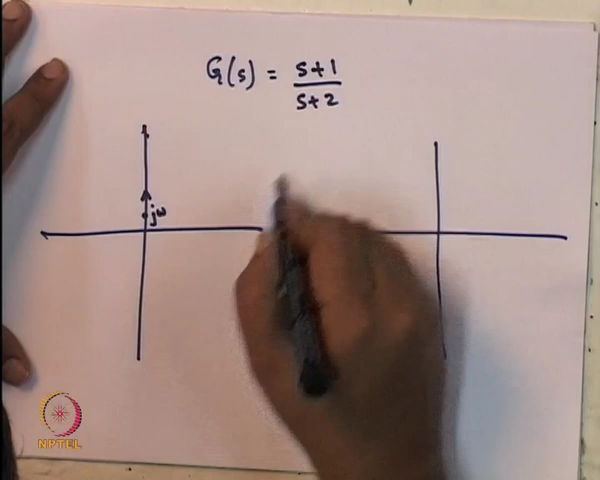 G(s) = s+1
s+2
jω
NPTEL